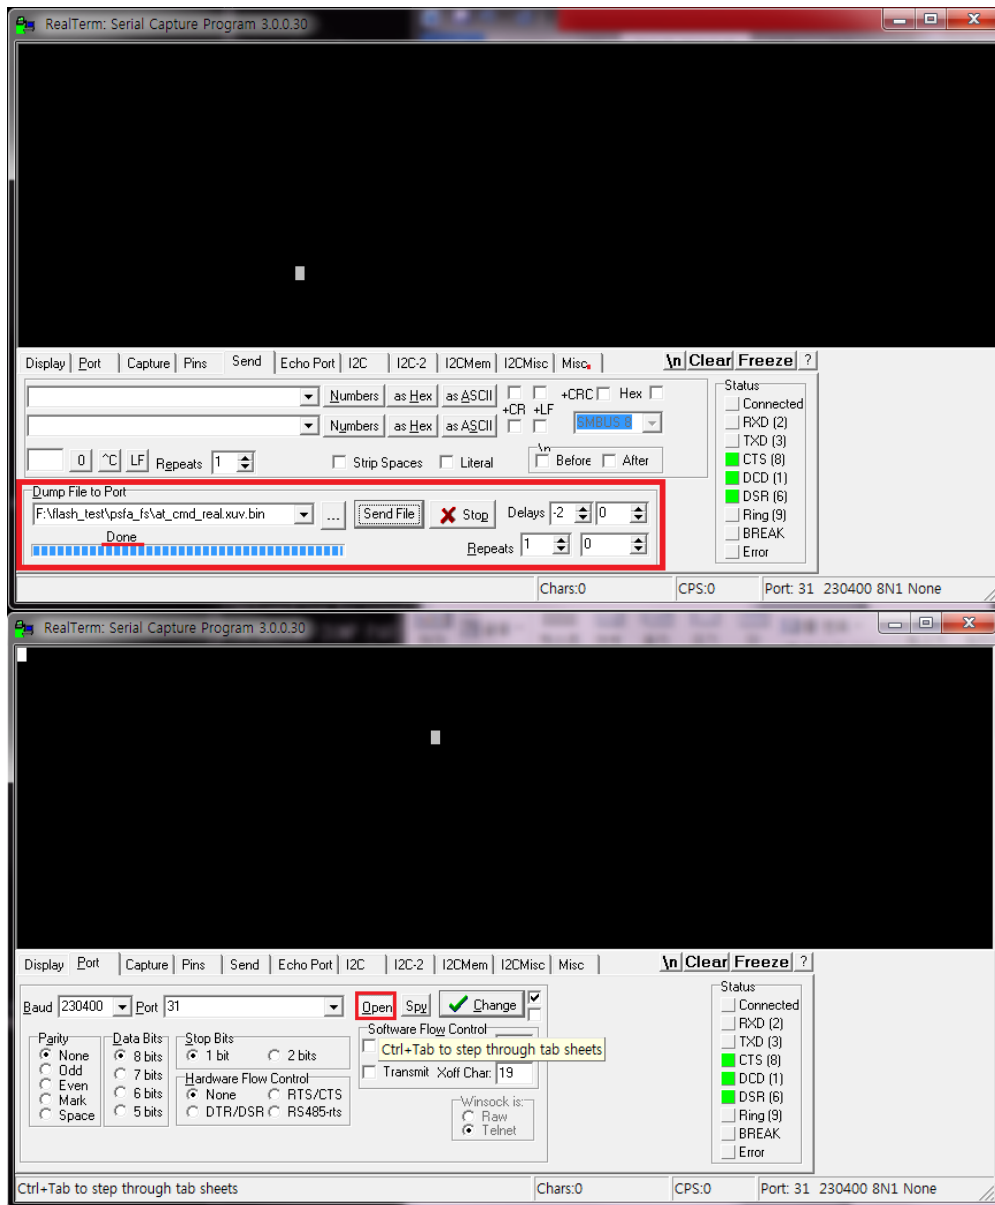 RealTerm: Serial Capture Program 3.0.0.30
Display Port Capture Pins Send Echo Port I2C I2C-2 I2CMem I2CMisc Misc \n Clear Freeze ?
Numbers as Hex as ASCII +CR +LF +CRC Hex
Numbers as Hex as ASCII SMBUS 8
0 ^C LF Repeats 1 Strip Spaces Literal \n Before After
Dump File to Port
F:\flash_test\psfa_fs\at_cmd_real.xuv.bin ... Send File Stop Delays -2 0
Done
Repeats 1 0
Status
Connected
RXD (2)
TXD (3)
CTS (8)
DCD (1)
DSR (6)
Ring (9)
BREAK
Error
Chars:0 CPS:0 Port: 31 230400 8N1 None
RealTerm: Serial Capture Program 3.0.0.30
Display Port Capture Pins Send Echo Port I2C I2C-2 I2CMem I2CMisc Misc \n Clear Freeze ?
Baud 230400 Port 31 Open Spy Change
Parity
None
Odd
Even
Mark
Space
Data Bits
8 bits
7 bits
6 bits
5 bits
Stop Bits
1 bit 2 bits
Hardware Flow Control
None RTS/CTS
DTR/DSR RS485-rts
Software Flow Control
Ctrl+Tab to step through tab sheets
Transmit Xoff Char: 19
Winsock is:
Raw
Telnet
Status
Connected
RXD (2)
TXD (3)
CTS (8)
DCD (1)
DSR (6)
Ring (9)
BREAK
Error
Ctrl+Tab to step through tab sheets Chars:0 CPS:0 Port: 31 230400 8N1 None